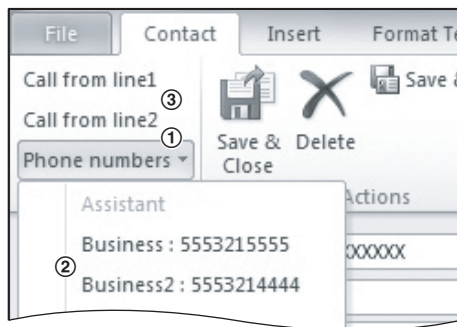 File Contact Insert Format Te
Call from line1
③
Call from line2
①
Phone numbers
Save & Close
Delete
Save &
Actions
Assistant
②
Business : 5553215555
Business2 : 5553214444
XXXXXX